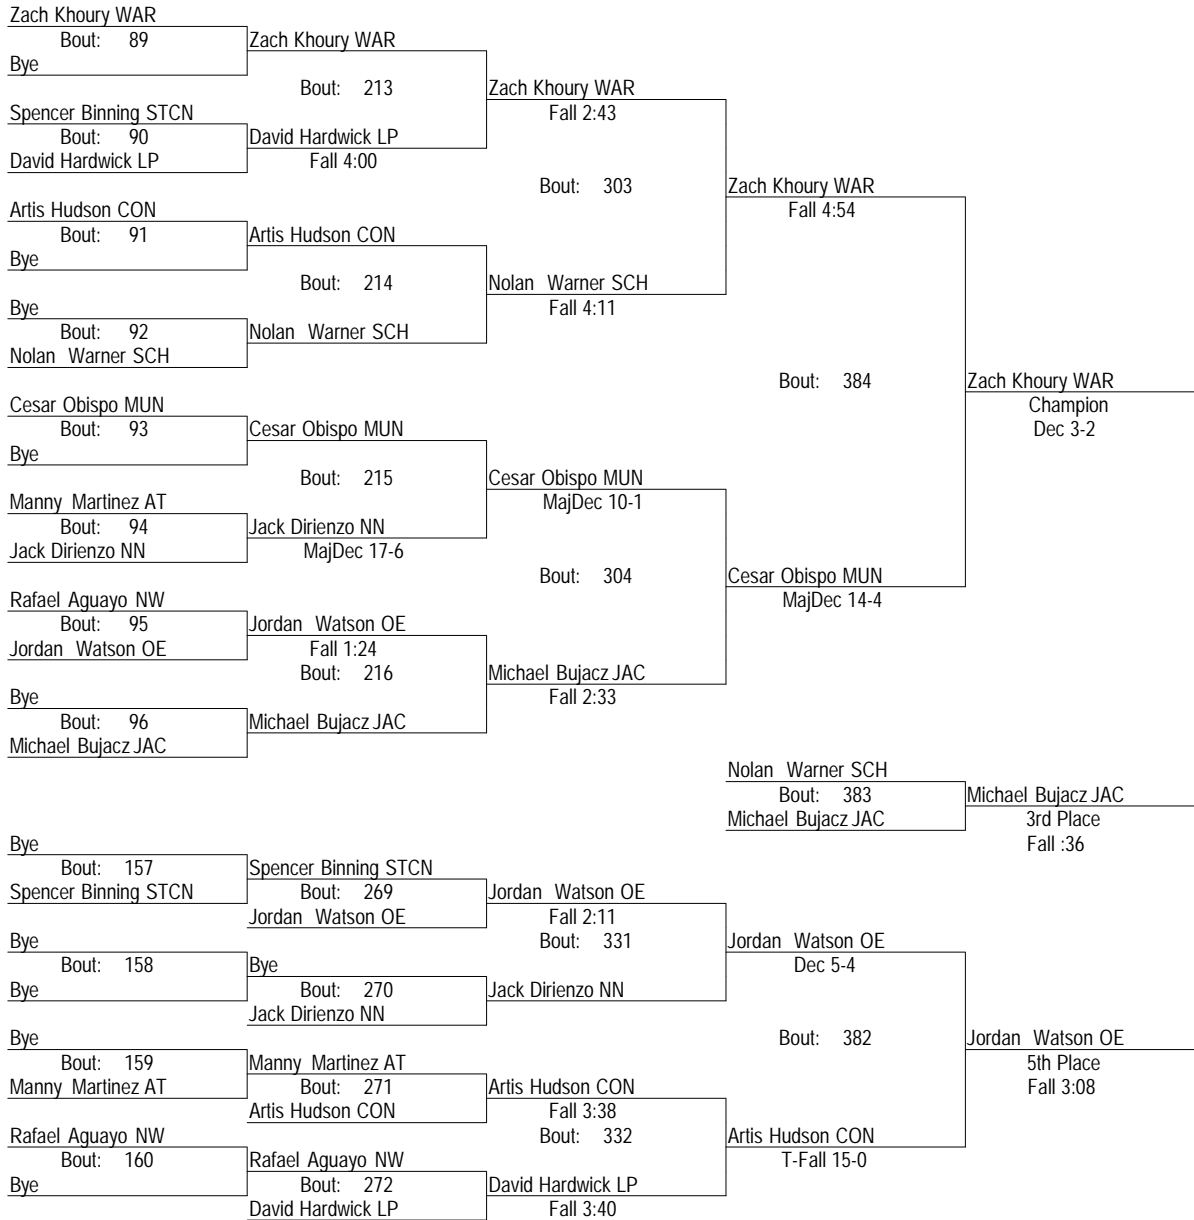 Zach Khoury WAR
Bout: 89
Zach Khoury WAR
Bye
Bout: 213
Zach Khoury WAR
Fall 2:43
Spencer Binning STCN
Bout: 90
David Hardwick LP
David Hardwick LP
Fall 4:00
Bout: 303
Zach Khoury WAR
Fall 4:54
Artis Hudson CON
Bout: 91
Artis Hudson CON
Bye
Bout: 214
Nolan Warner SCH
Fall 4:11
Bye
Bout: 92
Nolan Warner SCH
Nolan Warner SCH
Bout: 384
Zach Khoury WAR
Champion
Dec 3-2
Cesar Obispo MUN
Bout: 93
Cesar Obispo MUN
Bye
Bout: 215
Cesar Obispo MUN
MajDec 10-1
Manny Martinez AT
Bout: 94
Jack Dirienzo NN
Jack Dirienzo NN
MajDec 17-6
Bout: 304
Cesar Obispo MUN
MajDec 14-4
Rafael Aguayo NW
Bout: 95
Jordan Watson OE
Jordan Watson OE
Fall 1:24
Bout: 216
Michael Bujacz JAC
Fall 2:33
Bye
Bout: 96
Michael Bujacz JAC
Michael Bujacz JAC
Nolan Warner SCH
Bout: 383
Michael Bujacz JAC
Michael Bujacz JAC
3rd Place
Fall :36
Bye
Bout: 157
Spencer Binning STCN
Spencer Binning STCN
Bout: 269
Jordan Watson OE
Jordan Watson OE
Fall 2:11
Bout: 331
Jordan Watson OE
Dec 5-4
Bye
Bout: 158
Bye
Bye
Bout: 270
Jack Dirienzo NN
Jack Dirienzo NN
Bout: 382
Jordan Watson OE
5th Place
Fall 3:08
Bye
Bout: 159
Manny Martinez AT
Manny Martinez AT
Bout: 271
Artis Hudson CON
Artis Hudson CON
Fall 3:38
Bout: 332
Artis Hudson CON
T-Fall 15-0
Rafael Aguayo NW
Bout: 160
Rafael Aguayo NW
Bye
Bout: 272
David Hardwick LP
David Hardwick LP
Fall 3:40